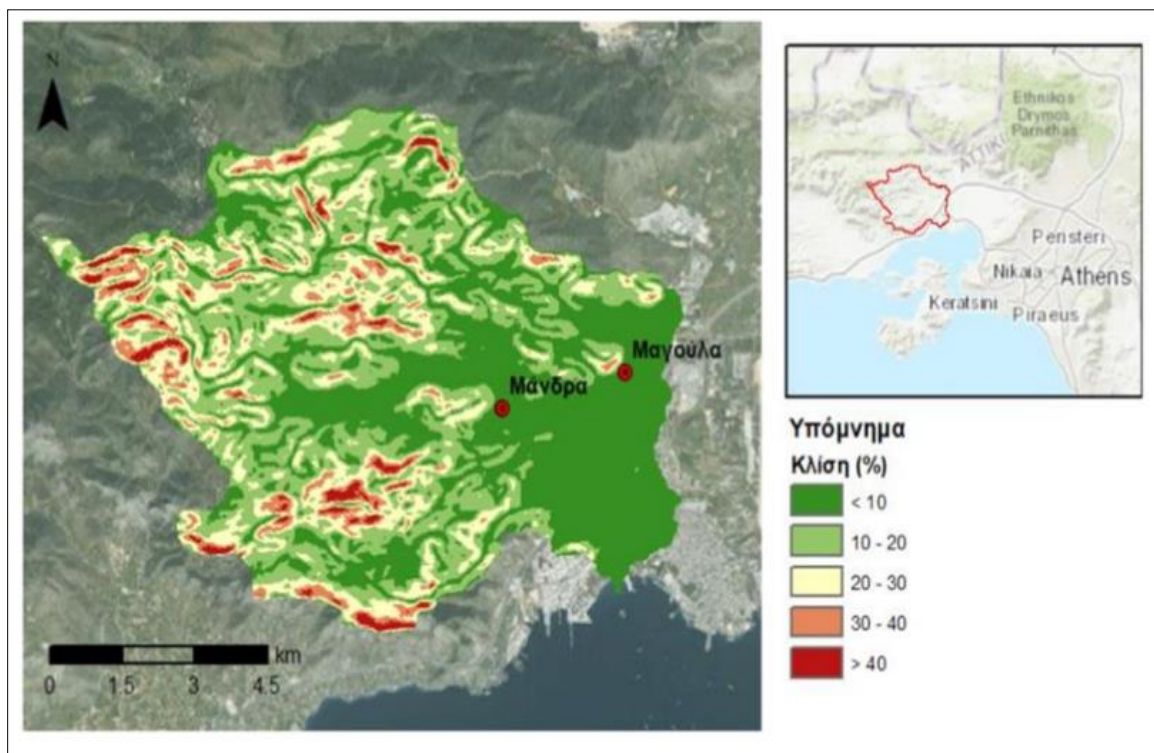 N
Μαγούλα
Μάνδρα
km
0 1.5 3 4.5
Ethnikos
Drymos
Parnithas
ATTIKI
Peristeri
Nikaia
Athens
Keratsini
Piraeus
Υπόμνημα
Κλίση (%)
< 10
10 - 20
20 - 30
30 - 40
> 40